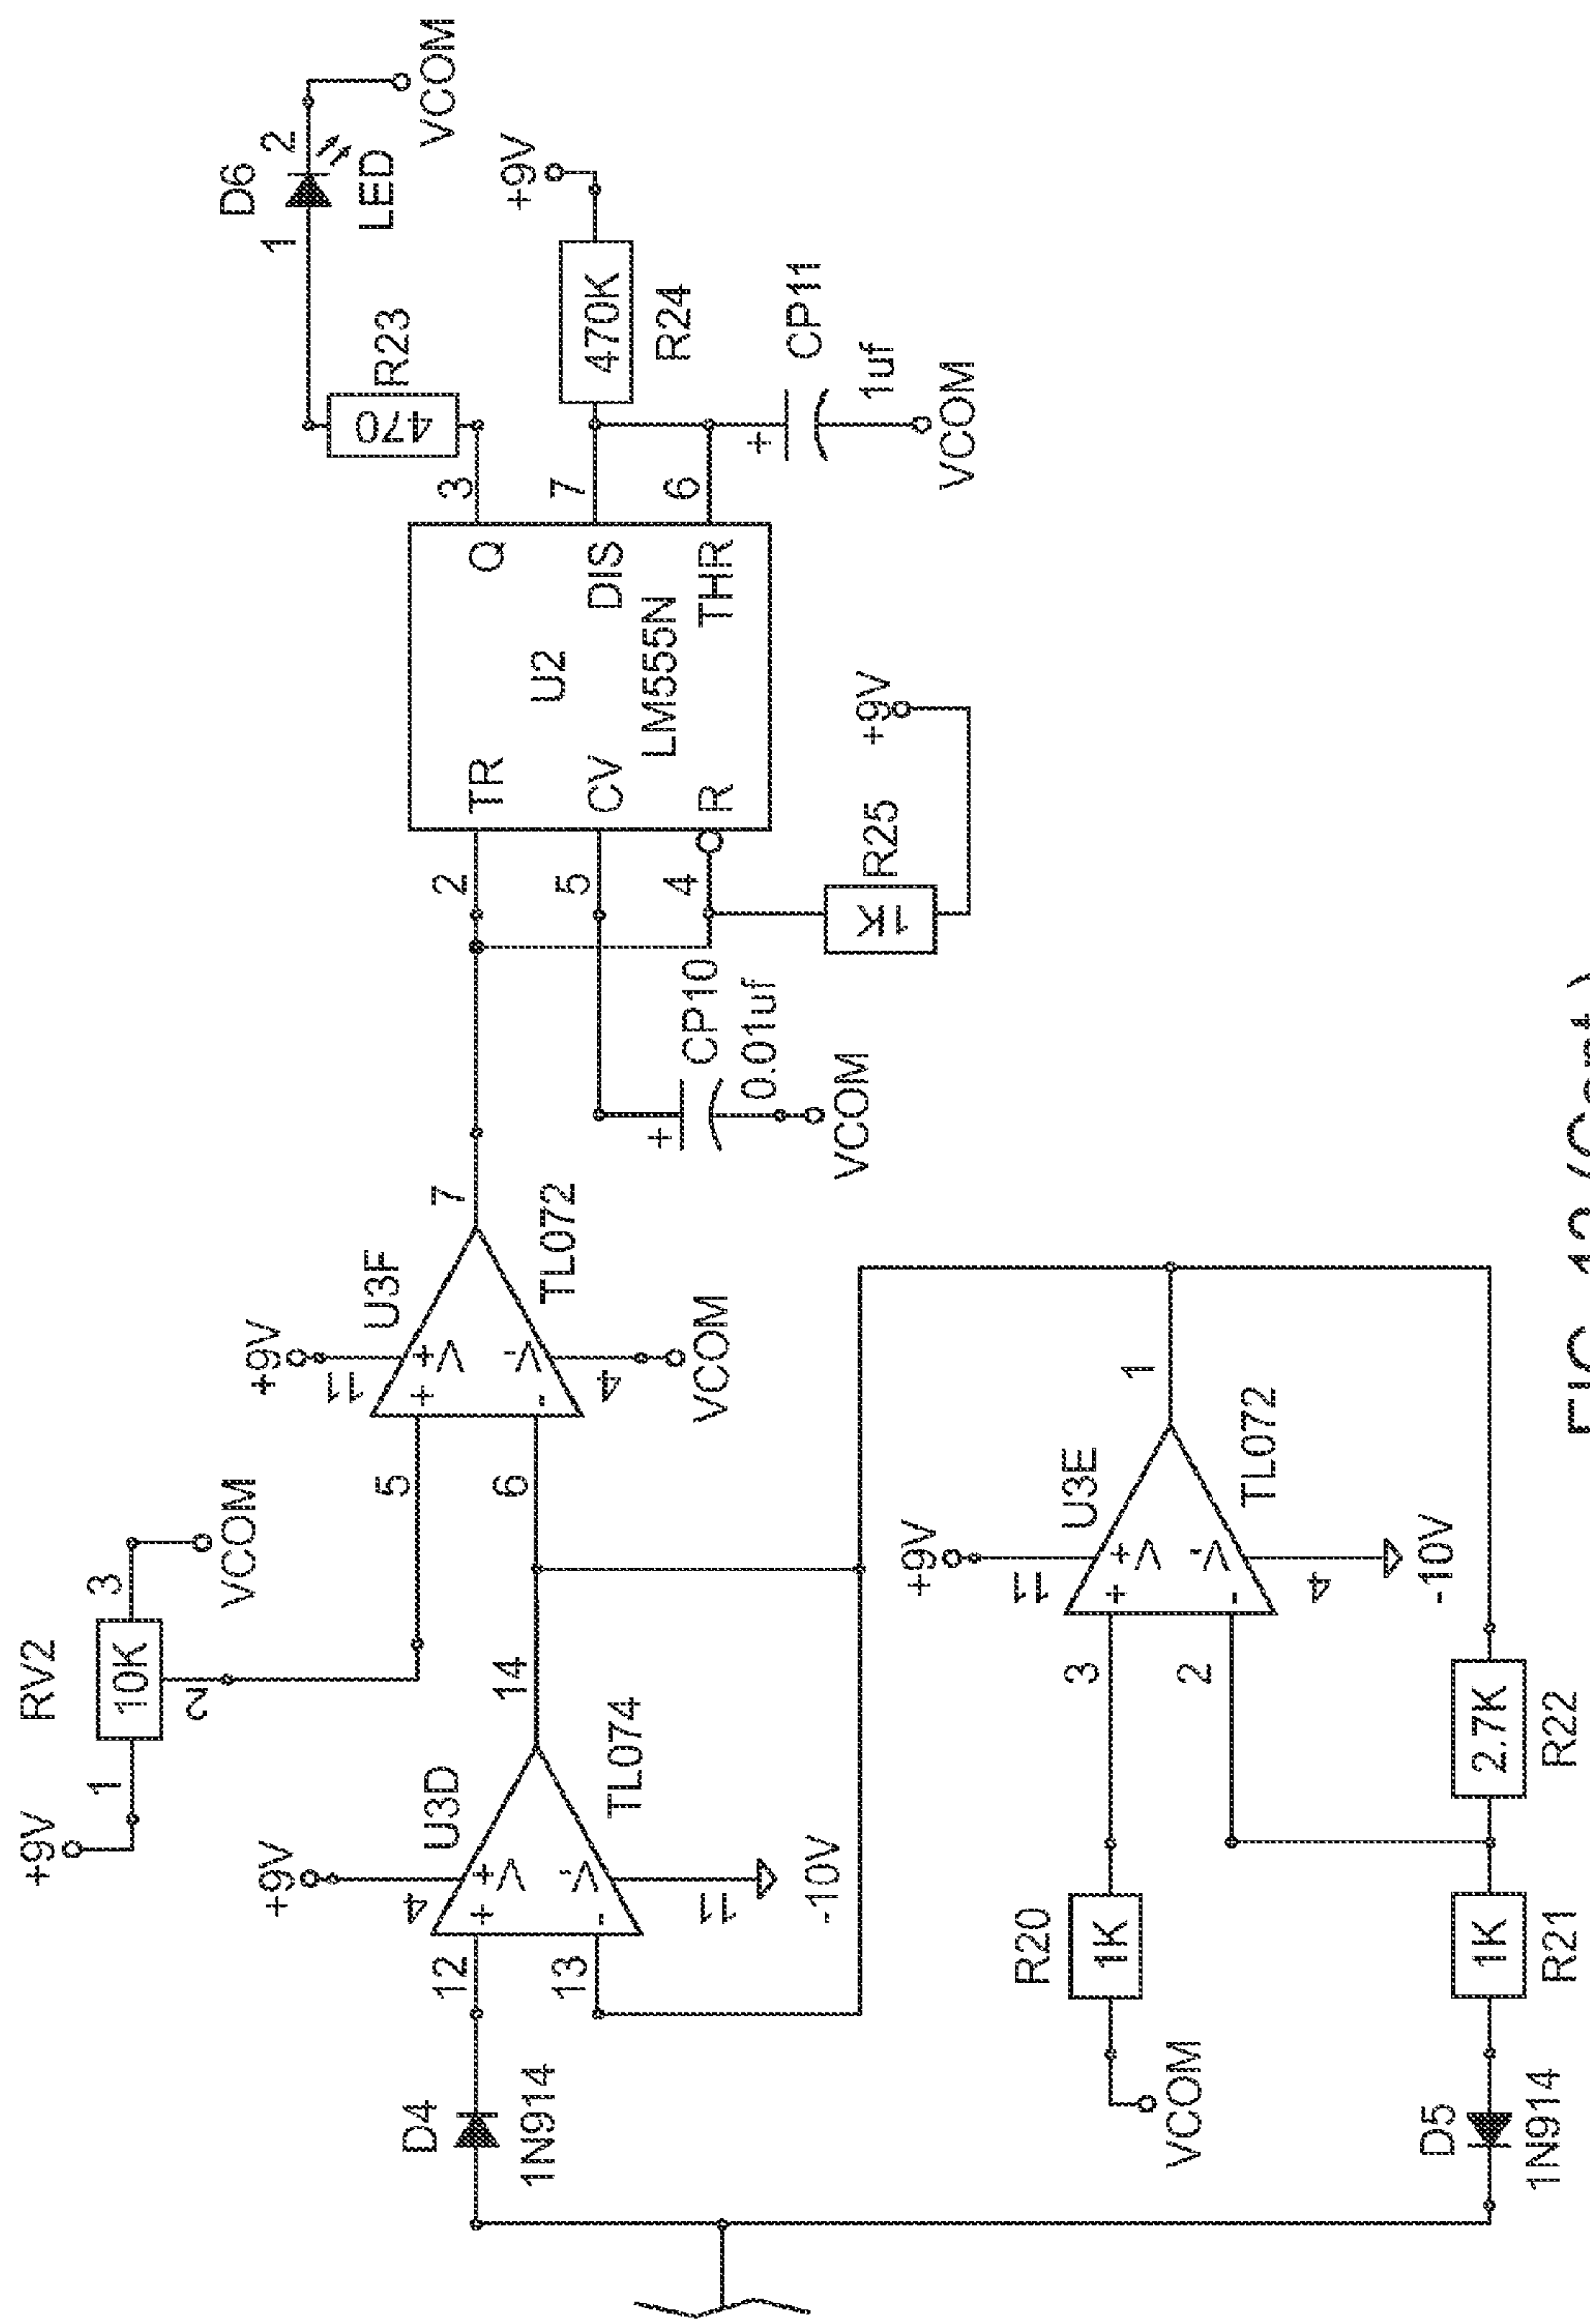 +9V
1
RV2
10K
3
VCOM
2
D4
1N914
12
13
+9V
4
U3D
+
V+
-
V-
TL074
11
-10V
14
5
6
+9V
11
U3F
+
V+
-
V-
TL072
4
VCOM
7
CP10
0.01uf
+
VCOM
2
5
4
TR
CV
R
U2
LM555N
Q
DIS
THR
3
7
6
R25
1K
+9V
470
R23
D6
1
2
LED
VCOM
470K
R24
+9V
+
CP11
1uf
VCOM
VCOM
R20
1K
3
2
+9V
11
U3E
+
V+
-
V-
TL072
4
-10V
1
D5
1N914
1K
R21
2.7K
R22